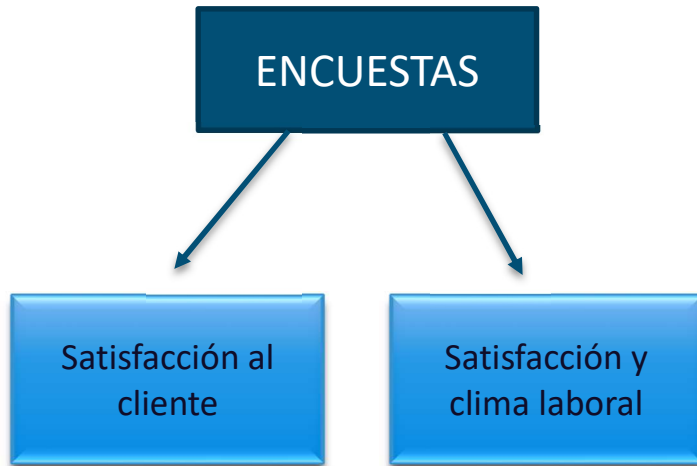 ENCUESTAS
Satisfacción al
cliente
Satisfacción y
clima laboral